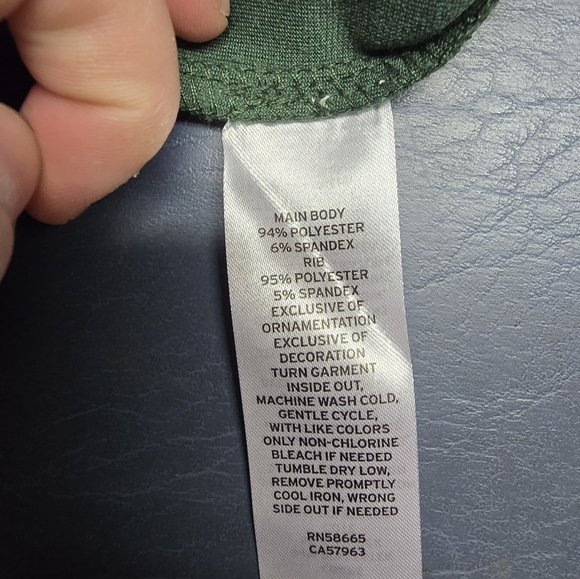 MAIN BODY
94% POLYESTER
6% SPANDEX
RIB
95% POLYESTER
5% SPANDEX
EXCLUSIVE OF
ORNAMENTATION
EXCLUSIVE OF
DECORATION
TURN GARMENT
INSIDE OUT,
MACHINE WASH COLD,
GENTLE CYCLE,
WITH LIKE COLORS
ONLY NON-CHLORINE
BLEACH IF NEEDED
TUMBLE DRY LOW,
REMOVE PROMPTLY
COOL IRON, WRONG
SIDE OUT IF NEEDED
RN58665
CA57963